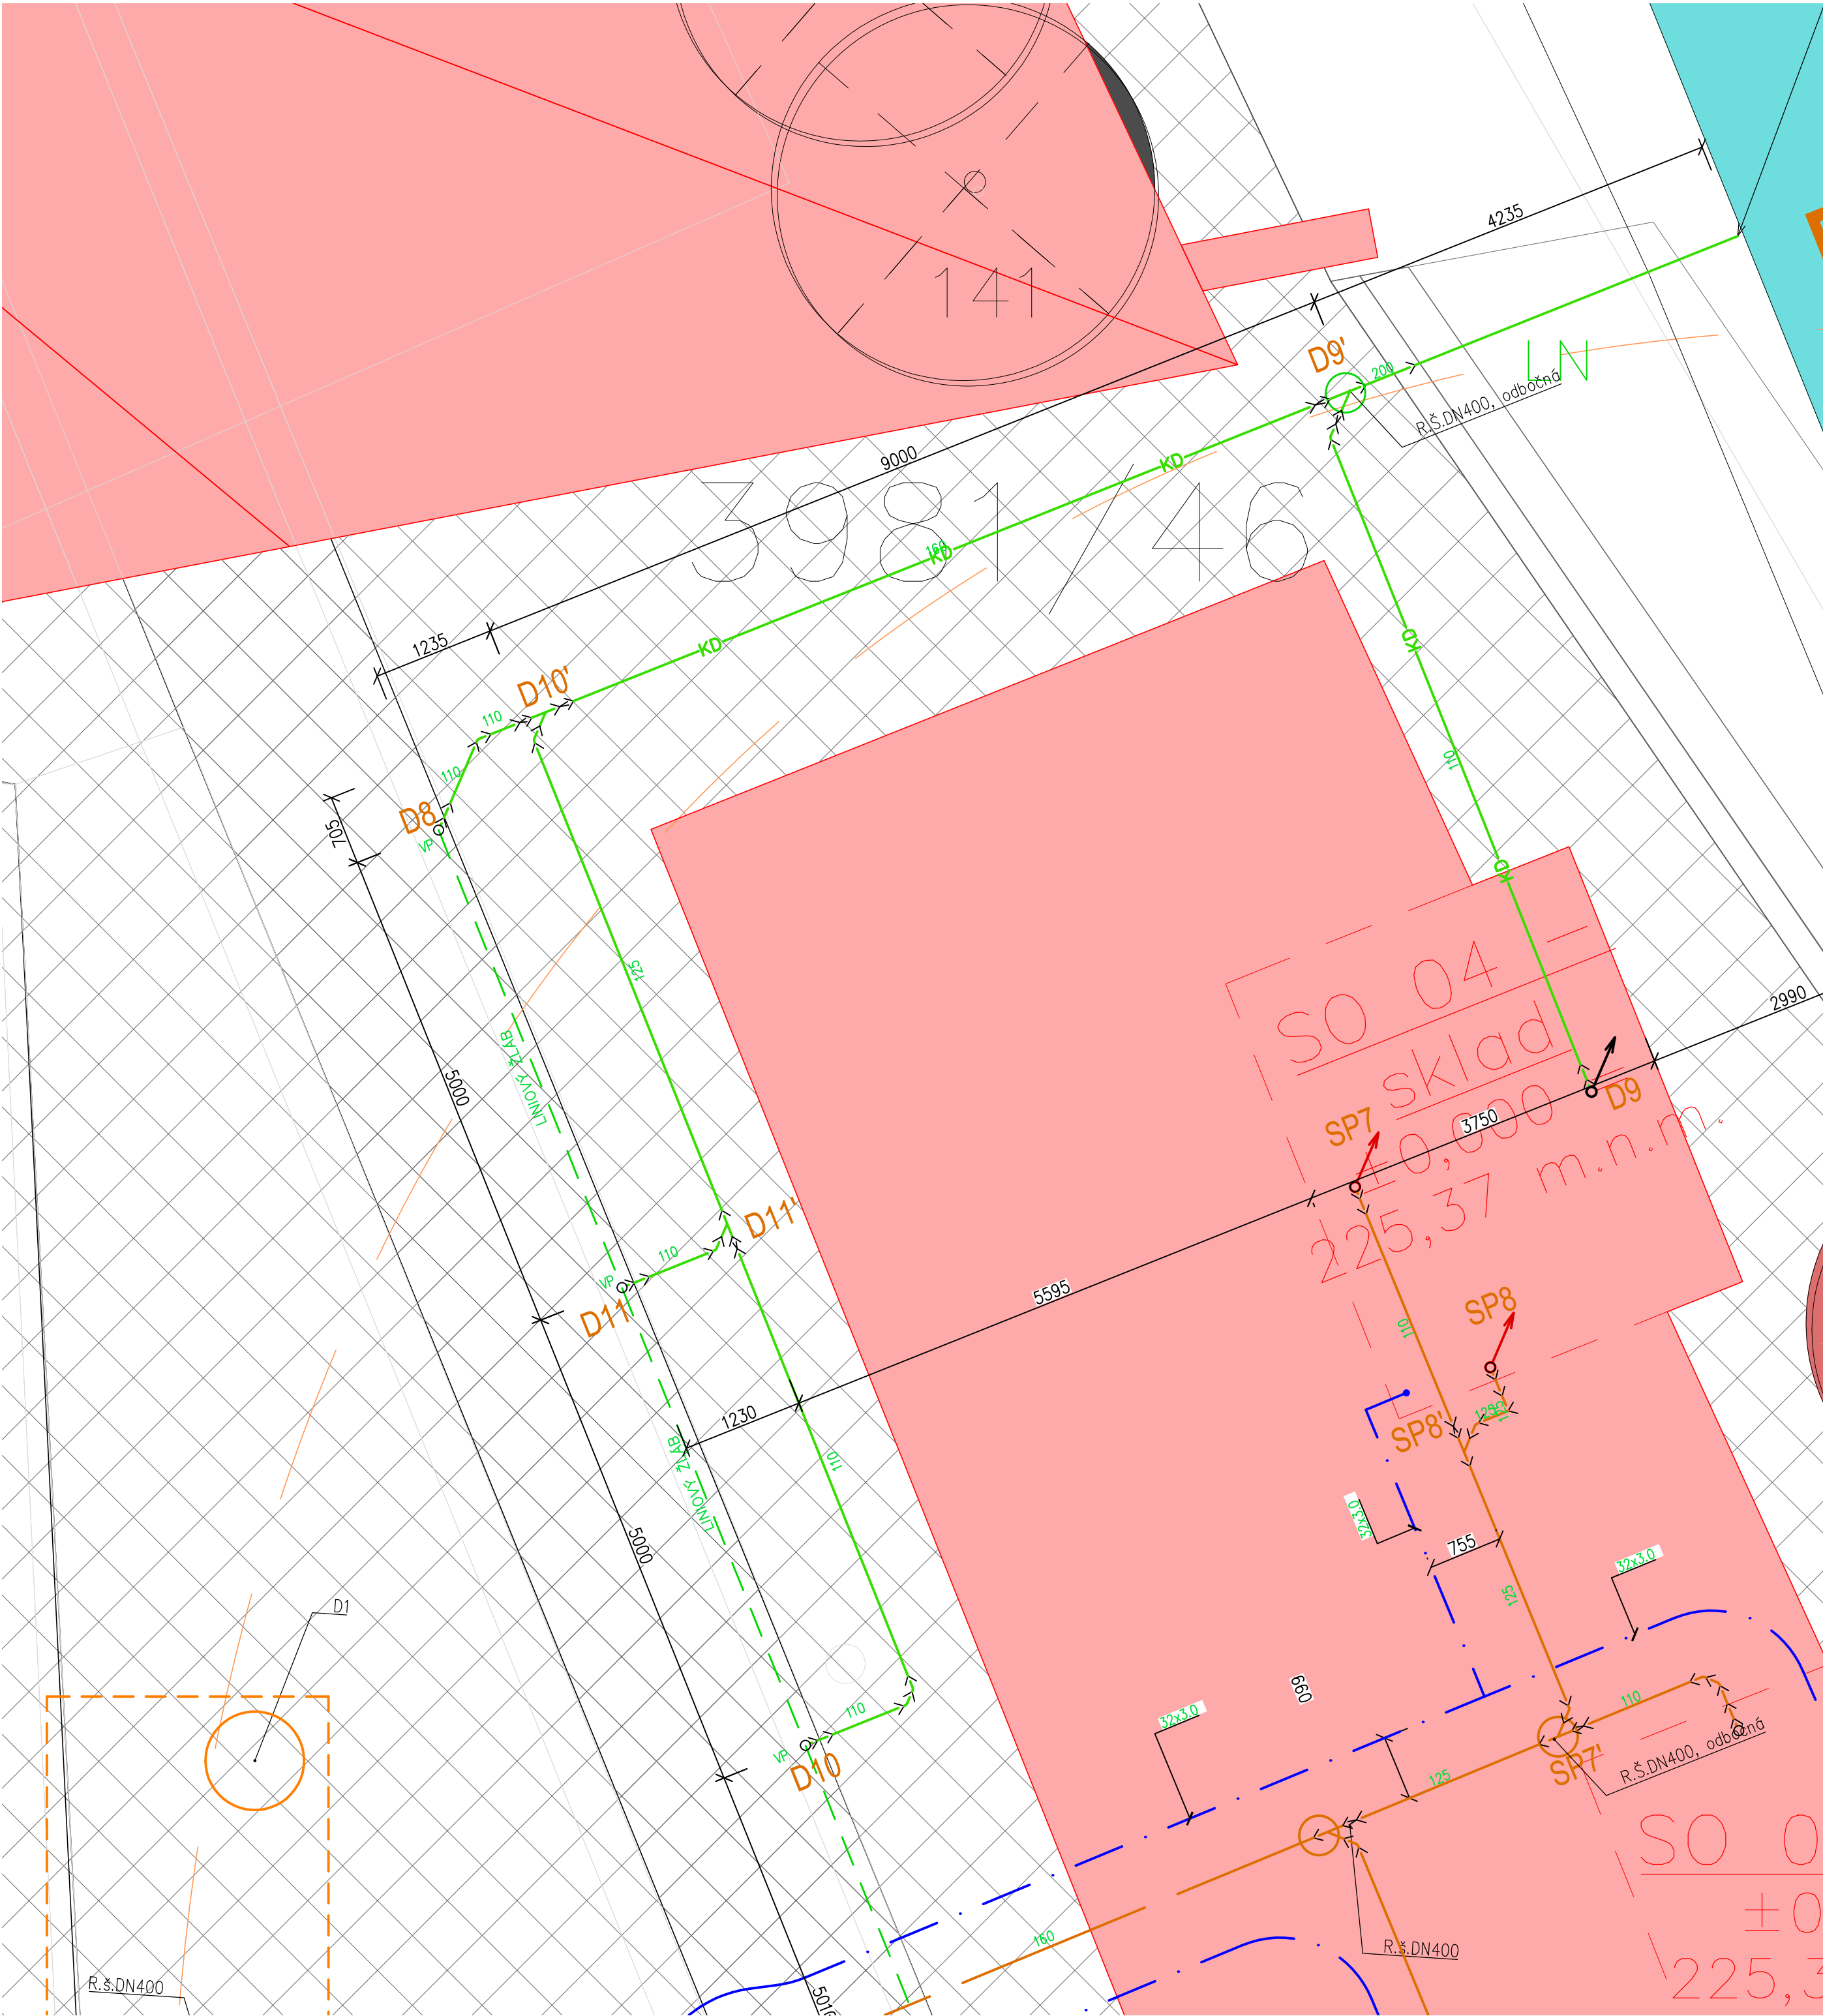 141
4235
D9'
200
LN
R.Š.DN400, odbočná
9000
KD
3981/46
160
KD
KD
1235
D10'
110
KD
110
110
705
D8
VP
KD
125
SO 04
sklad
±0,000
225,37 m.n.m.
2990
D9
3750
SP7
5000
LINIOVÝ ŽLAB
D11'
110
VP
D11
5595
110
SP8
125
SP8'
1230
LINIOVÝ ŽLAB
110
5000
32x3.0
755
32x3.0
125
D1
660
110
VP
D10
32x3.0
110
125
SP7'
R.Š.DN400, odbočná
SO 0
±0
225,3
160
R.š.DN400
R.š.DN400
5016